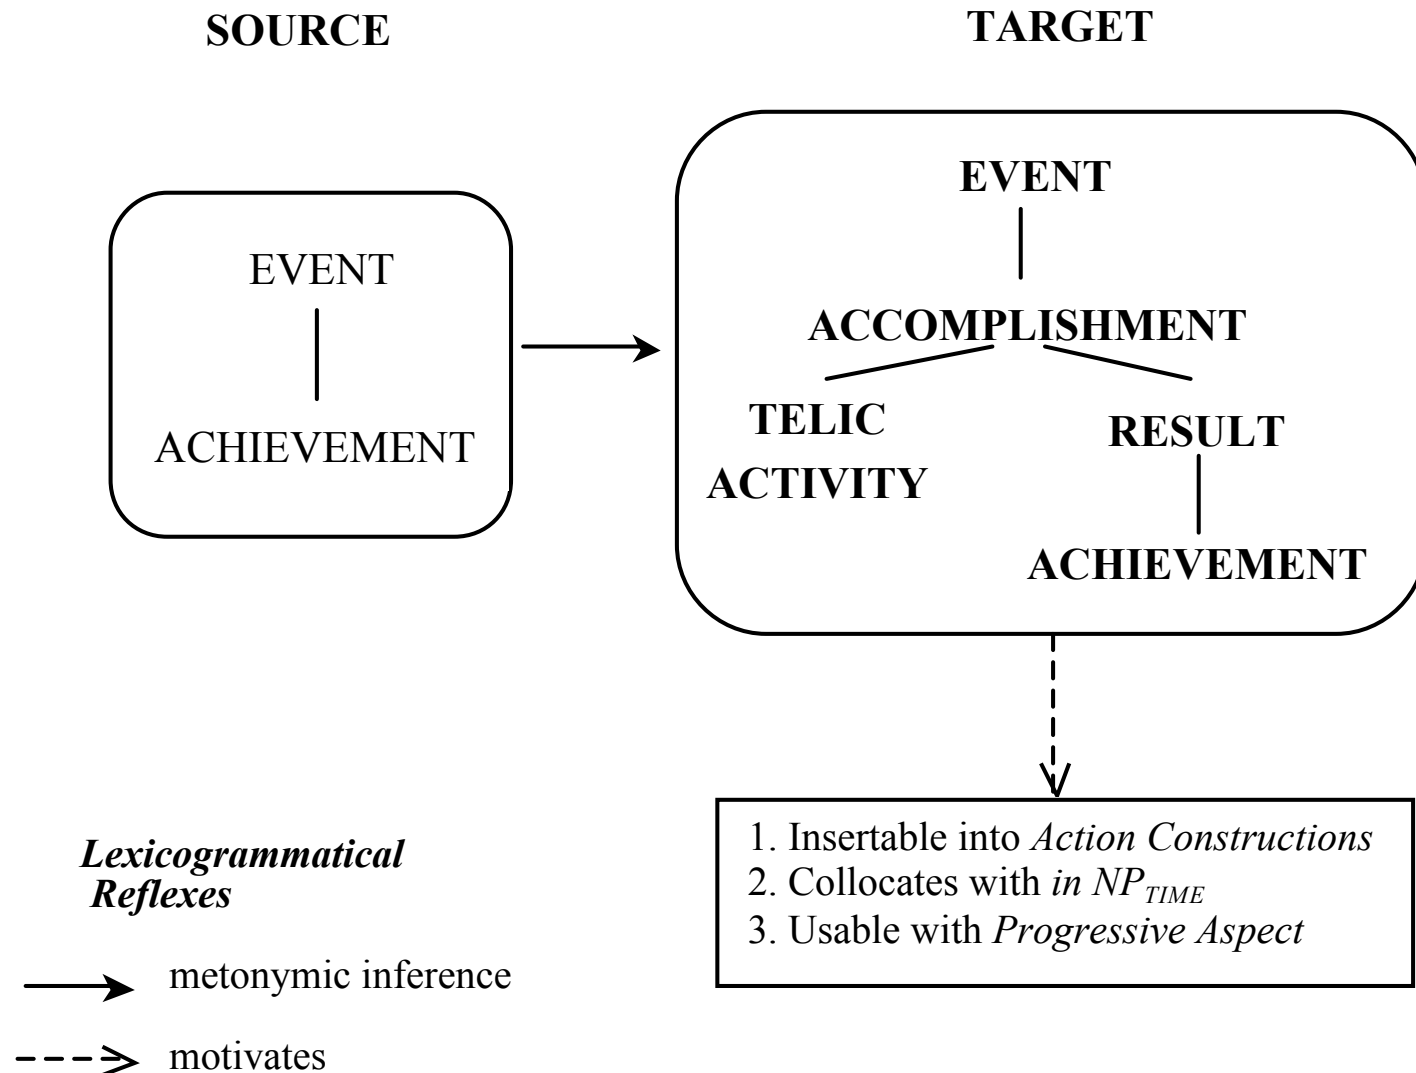 SOURCE
TARGET
EVENT
ACHIEVEMENT
EVENT
ACCOMPLISHMENT
TELIC
ACTIVITY
RESULT
ACHIEVEMENT
1. Insertable into Action Constructions
2. Collocates with in NP_TIME
3. Usable with Progressive Aspect
Lexicogrammatical
Reflexes
metonymic inference
motivates